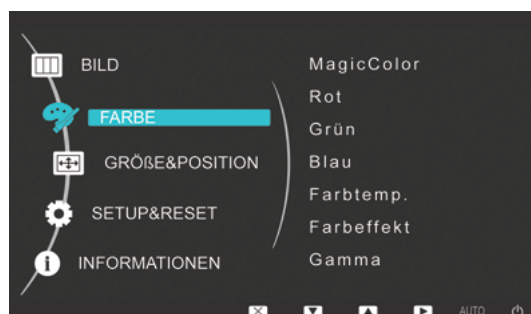 BILD
FARBE
GRÖßE&POSITION
SETUP&RESET
INFORMATIONEN
MagicColor
Rot
Grün
Blau
Farbtemp.
Farbeffekt
Gamma
AUTO